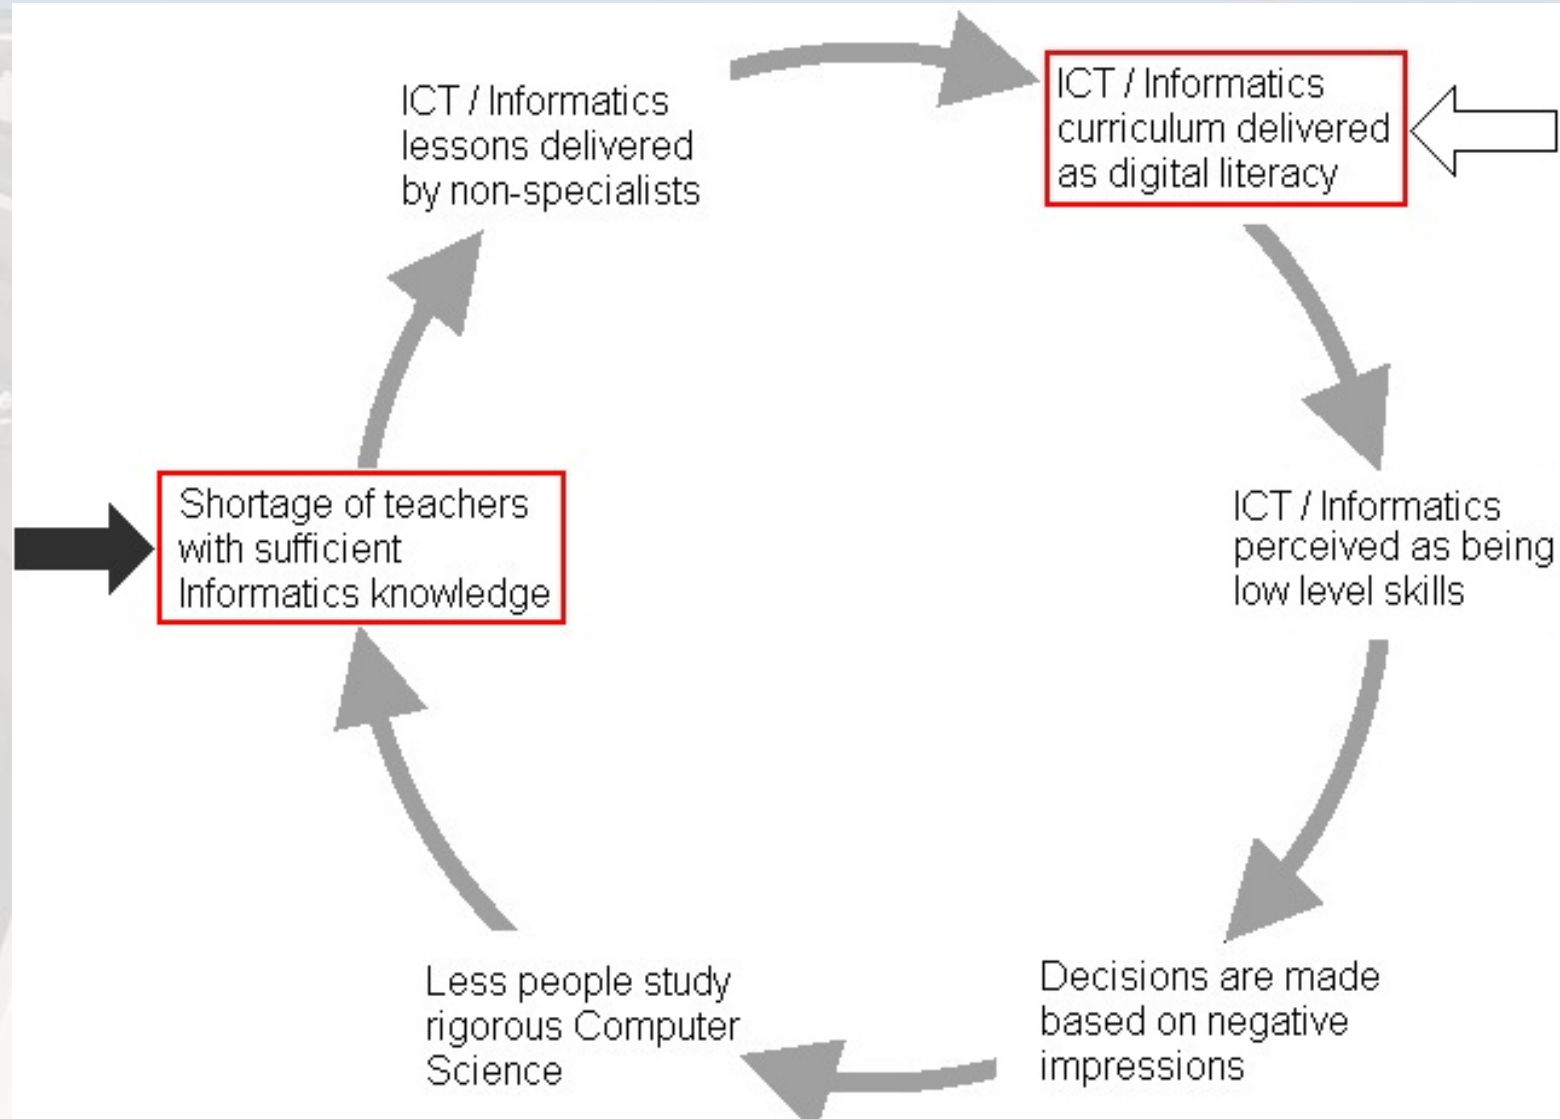 ICT / Informatics
lessons delivered
by non-specialists
ICT / Informatics
curriculum delivered
as digital literacy
ICT / Informatics
perceived as being
low level skills
Decisions are made
based on negative
impressions
Less people study
rigorous Computer
Science
Shortage of teachers
with sufficient
Informatics knowledge